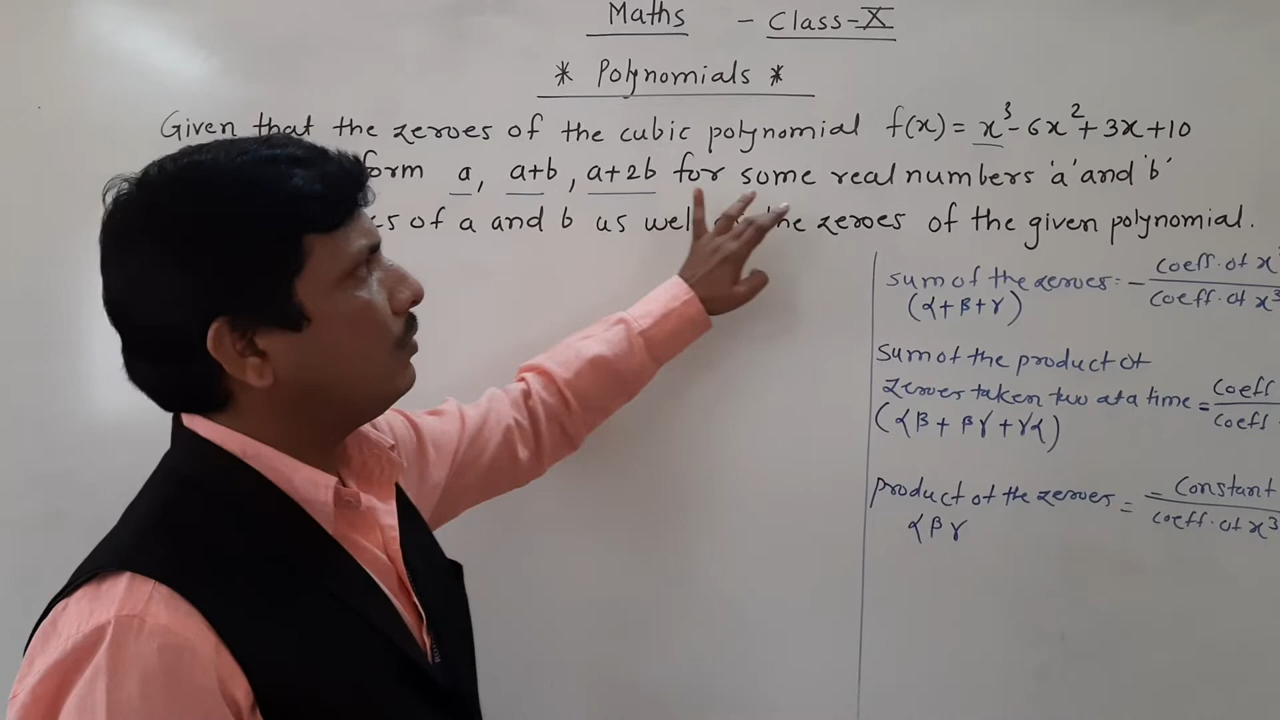 Maths - Class-X
* Polynomials *
Given that the zeroes of the cubic polynomial f(x) = x³-6x²+3x+10
form a, a+b, a+2b for some real numbers 'a' and 'b'
of a and b as well the zeroes of the given polynomial.
sum of the zeroes = - coeff. of x / coeff. of x³
(α+β+γ)
sum of the product of
zeroes taken two at a time = coeff / coeff.
(αβ + βγ + γα)
product of the zeroes = - constant / coeff. of x³
αβγ